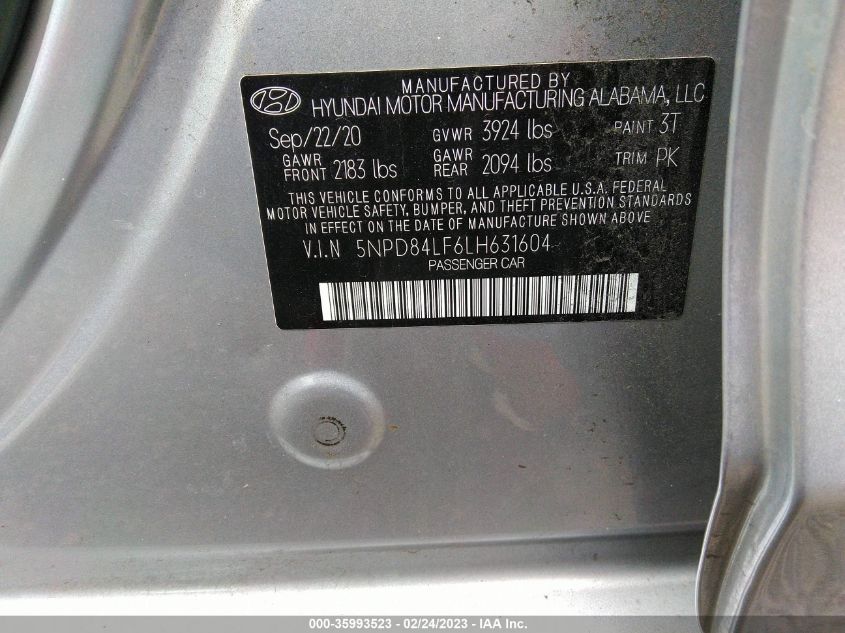 MANUFACTURED BY
HYUNDAI MOTOR MANUFACTURING ALABAMA, LLC
Sep/22/20 GVWR 3924 lbs PAINT 3T
GAWR FRONT 2183 lbs GAWR REAR 2094 lbs TRIM PK
THIS VEHICLE CONFORMS TO ALL APPLICABLE U.S.A. FEDERAL
MOTOR VEHICLE SAFETY, BUMPER, AND THEFT PREVENTION STANDARDS
IN EFFECT ON THE DATE OF MANUFACTURE SHOWN ABOVE
V.I.N 5NPD84LF6LH631604
PASSENGER CAR
000-35993523 - 02/24/2023 - © IAA Inc.